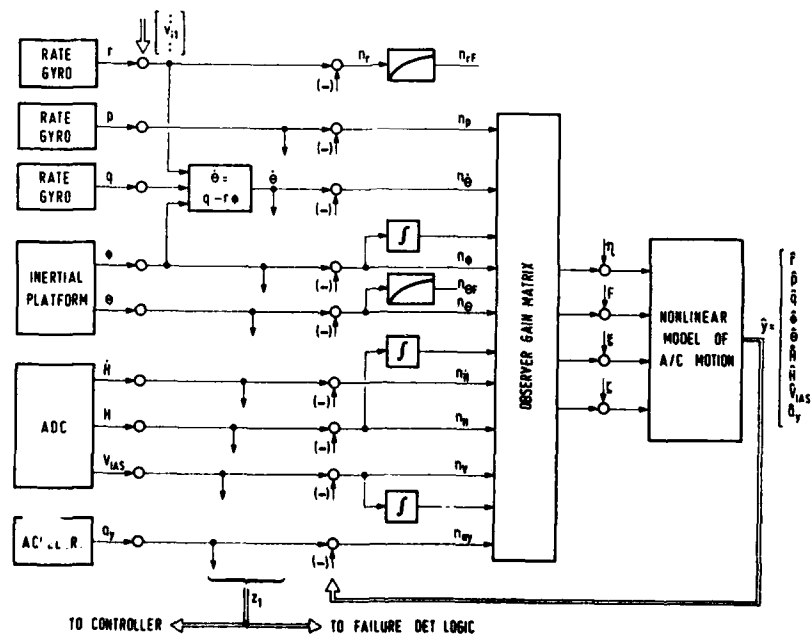 [v_i1]
RATE GYRO r
n_r
n_rF
(-)
RATE GYRO p
(-)
n_p
RATE GYRO q
θ̇ = q - rφ
θ̇
(-)
n_θ̇
∫
INERTIAL PLATFORM
φ
(-)
n_φ
n_θF
θ
(-)
n_θ
∫
ADC
Ḣ
(-)
n_Ḣ
H
(-)
n_H
V_IAS
(-)
n_V
∫
a_y
(-)
n_ay
z_1
TO CONTROLLER
TO FAILURE DET LOGIC
OBSERVER GAIN MATRIX
η
F
ξ
ζ
NONLINEAR MODEL OF A/C MOTION
ŷ =
r̂
p̂
q̂
φ̂
θ̂
Ĥ
V̂_IAS
â_y